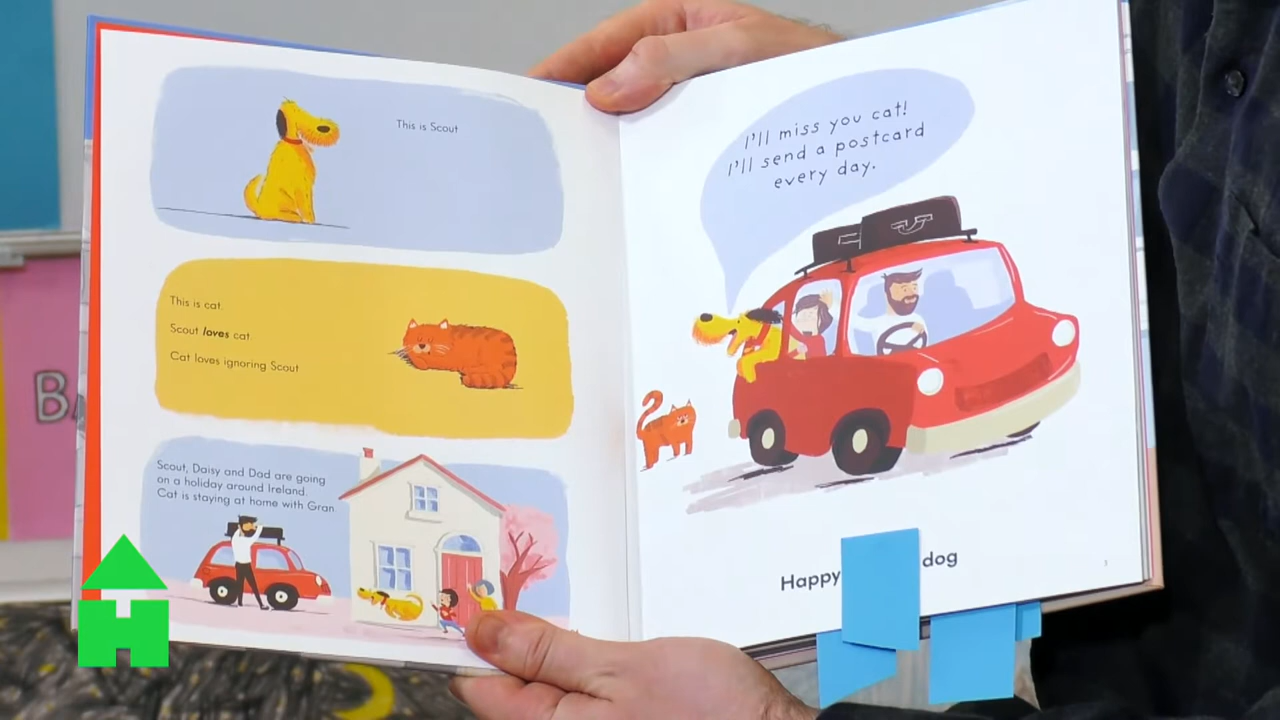 This is Scout
This is cat.
Scout loves cat.
Cat loves ignoring Scout
Scout, Daisy and Dad are going
on a holiday around Ireland.
Cat is staying at home with Gran.
I'll miss you cat!
I'll send a postcard
every day.
Happy dog
3